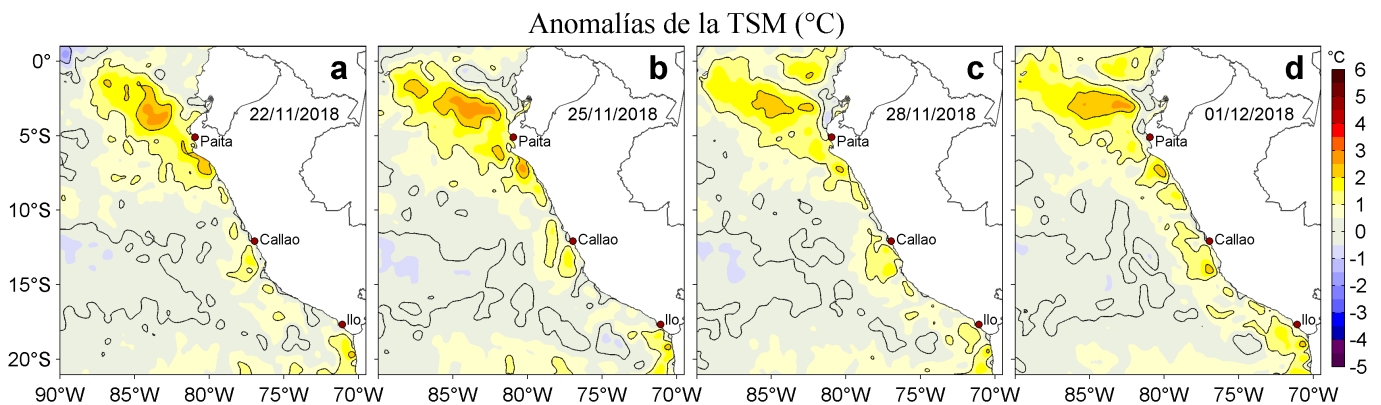 Anomalías de la TSM (°C)
a
22/11/2018
Paita
Callao
Ilo
b
25/11/2018
Paita
Callao
Ilo
c
28/11/2018
Paita
Callao
Ilo
d
01/12/2018
Paita
Callao
Ilo
0°
5°S
10°S
15°S
20°S
90°W 85°W 80°W 75°W 70°W
85°W 80°W 75°W 70°W
85°W 80°W 75°W 70°W
85°W 80°W 75°W 70°W
°C
6
5
4
3
2
1
0
-1
-2
-3
-4
-5